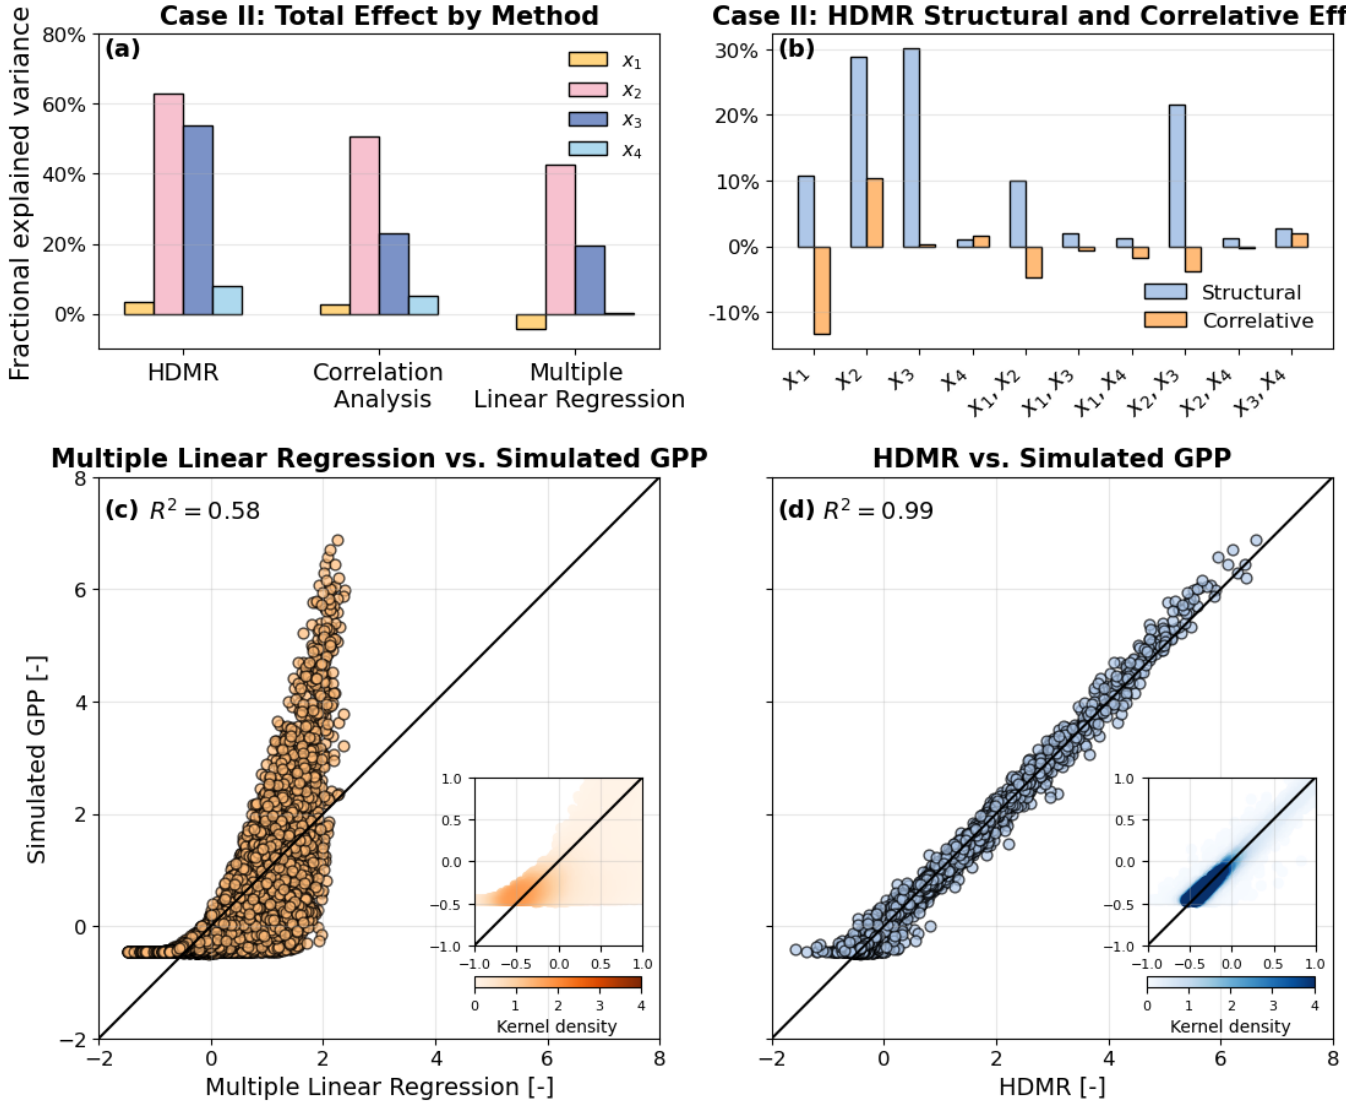 Case II: Total Effect by Method
Fractional explained variance
80%
60%
40%
20%
0%
(a)
x1
x2
x3
x4
HDMR
Correlation
Analysis
Multiple
Linear Regression
Case II: HDMR Structural and Correlative Eff
30%
20%
10%
0%
-10%
(b)
Structural
Correlative
X1
X2
X3
X4
X1, X2
X1, X3
X1, X4
X2, X3
X2, X4
X3, X4
Multiple Linear Regression vs. Simulated GPP
(c) R² = 0.58
Simulated GPP [-]
8
6
4
2
0
−2
−2 0 2 4 6 8
Multiple Linear Regression [-]
1.0
0.5
0.0
−0.5
−1.0
−1.0 −0.5 0.0 0.5 1.0
0 1 2 3 4
Kernel density
HDMR vs. Simulated GPP
(d) R² = 0.99
−2 0 2 4 6 8
HDMR [-]
1.0
0.5
0.0
−0.5
−1.0
−1.0 −0.5 0.0 0.5 1.0
0 1 2 3 4
Kernel density